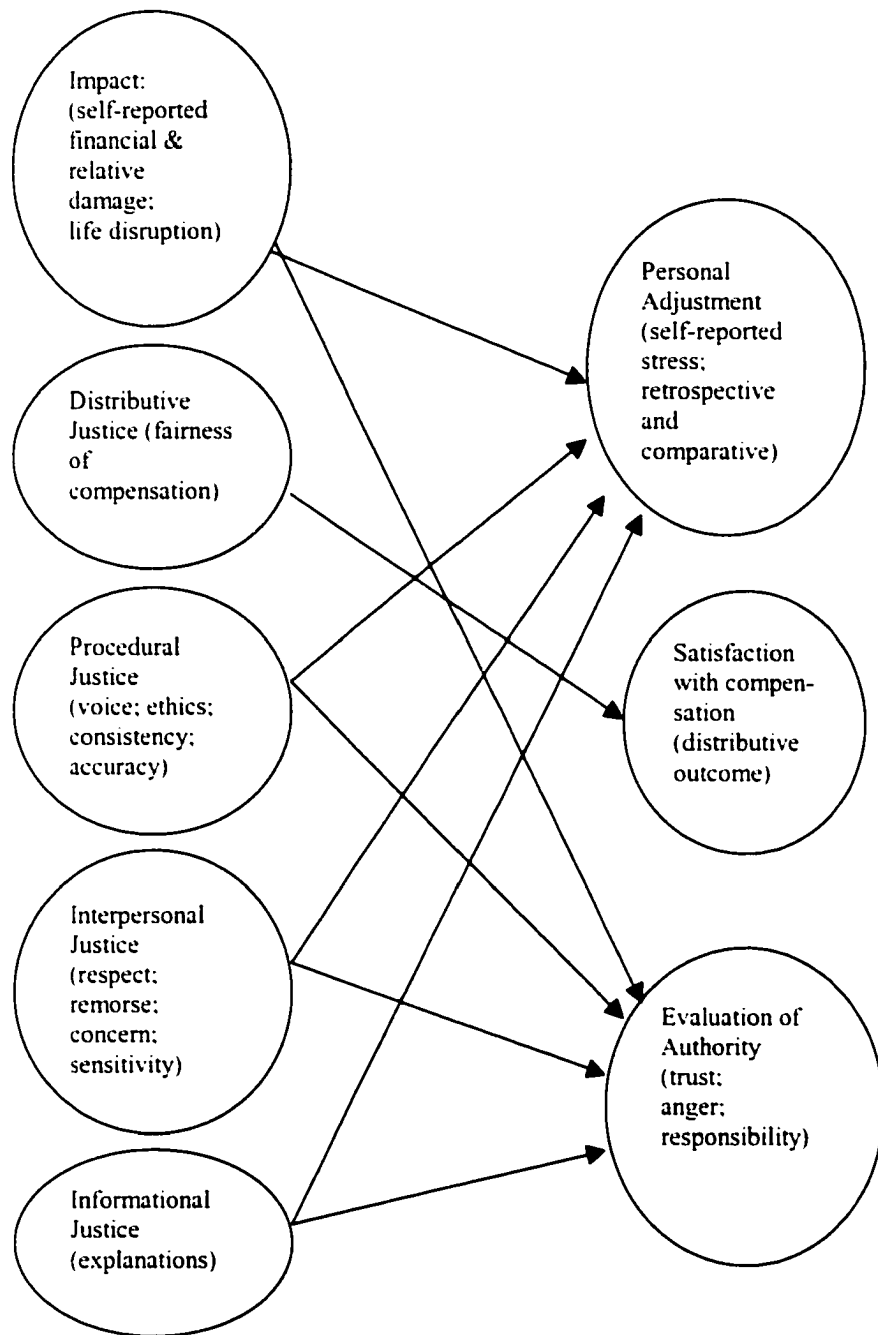 Impact:
(self-reported
financial &
relative
damage;
life disruption)
Distributive
Justice (fairness
of
compensation)
Procedural
Justice
(voice; ethics;
consistency;
accuracy)
Interpersonal
Justice
(respect;
remorse;
concern;
sensitivity)
Informational
Justice
(explanations)
Personal
Adjustment
(self-reported
stress;
retrospective
and
comparative)
Satisfaction
with compen-
sation
(distributive
outcome)
Evaluation of
Authority
(trust;
anger;
responsibility)